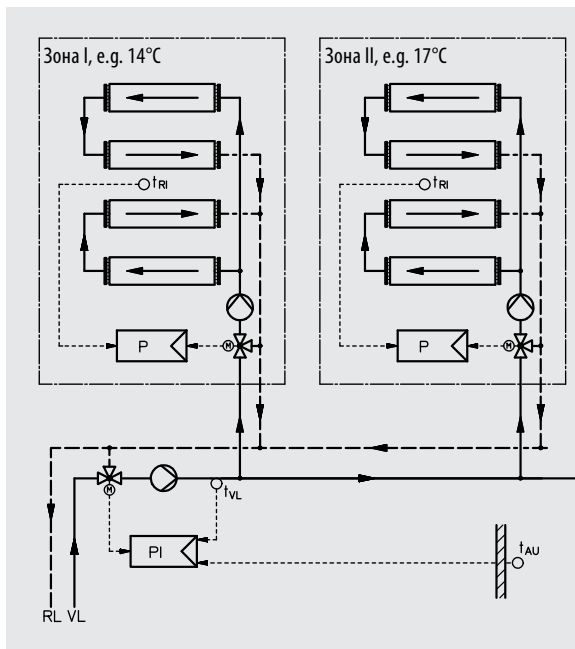 Зона I, e.g. 14°C
Зона II, e.g. 17°C
tRI
tRI
P
M
P
M
tVL
M
PI
tAU
RL VL